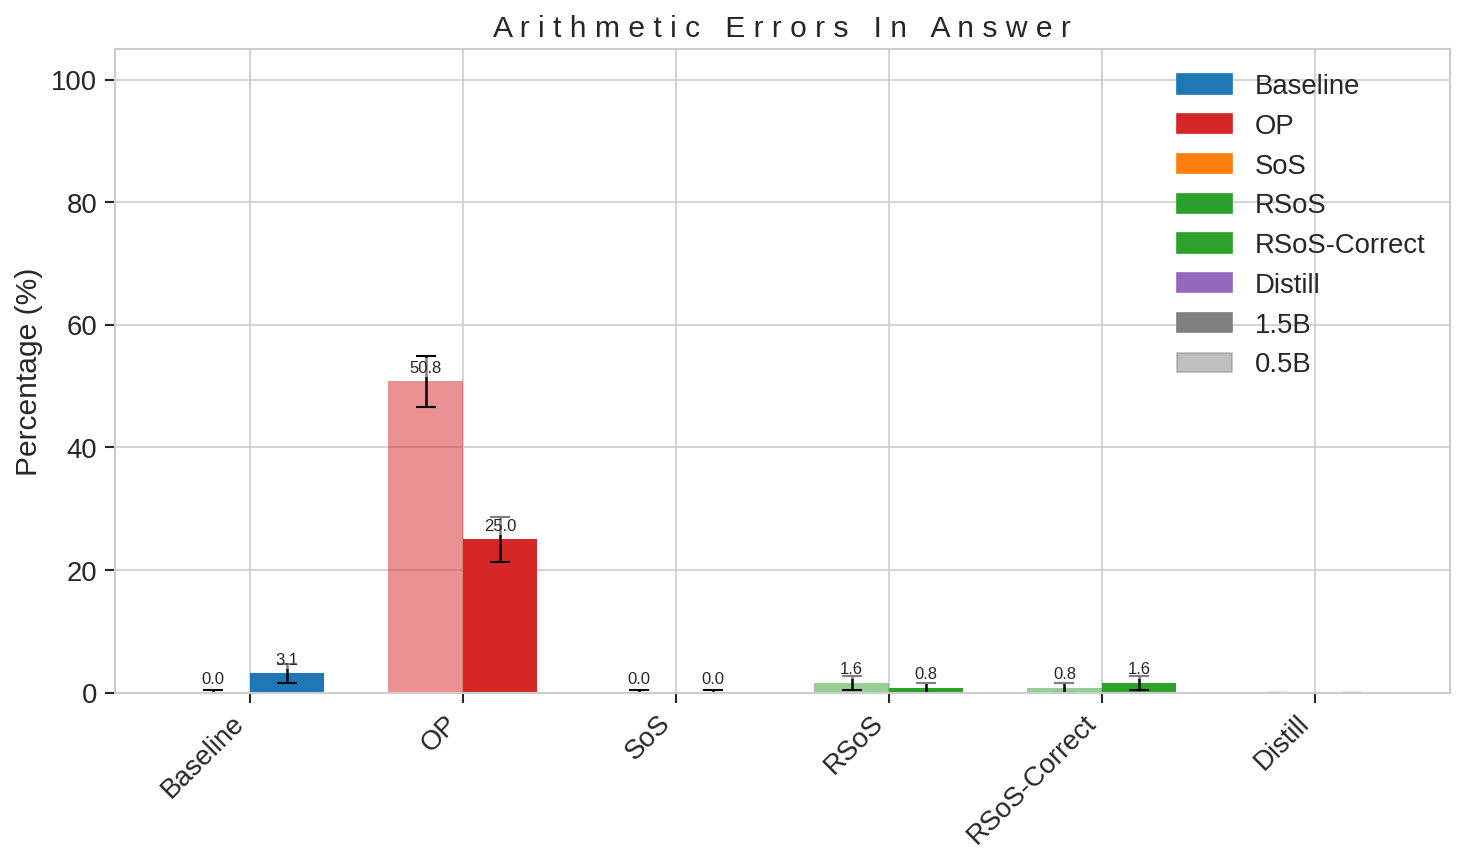 Arithmetic Errors In Answer
Percentage (%)
100
80
60
40
20
0
Baseline
OP
SoS
RSoS
RSoS-Correct
Distill
1.5B
0.5B
0.0
3.1
50.8
25.0
0.0
0.0
1.6
0.8
0.8
1.6
Baseline
OP
SoS
RSoS
RSoS-Correct
Distill